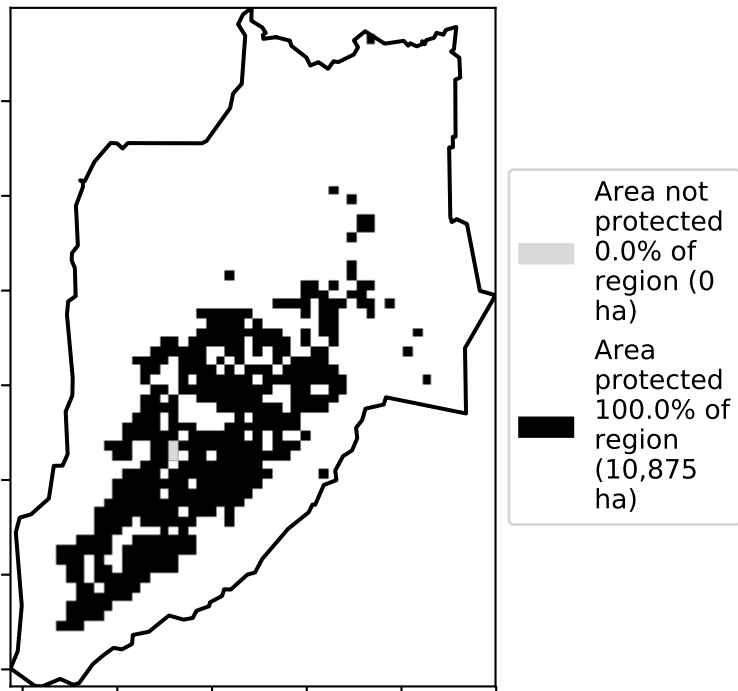 Area not
protected
0.0% of
region (0
ha)
Area
protected
100.0% of
region
(10,875
ha)